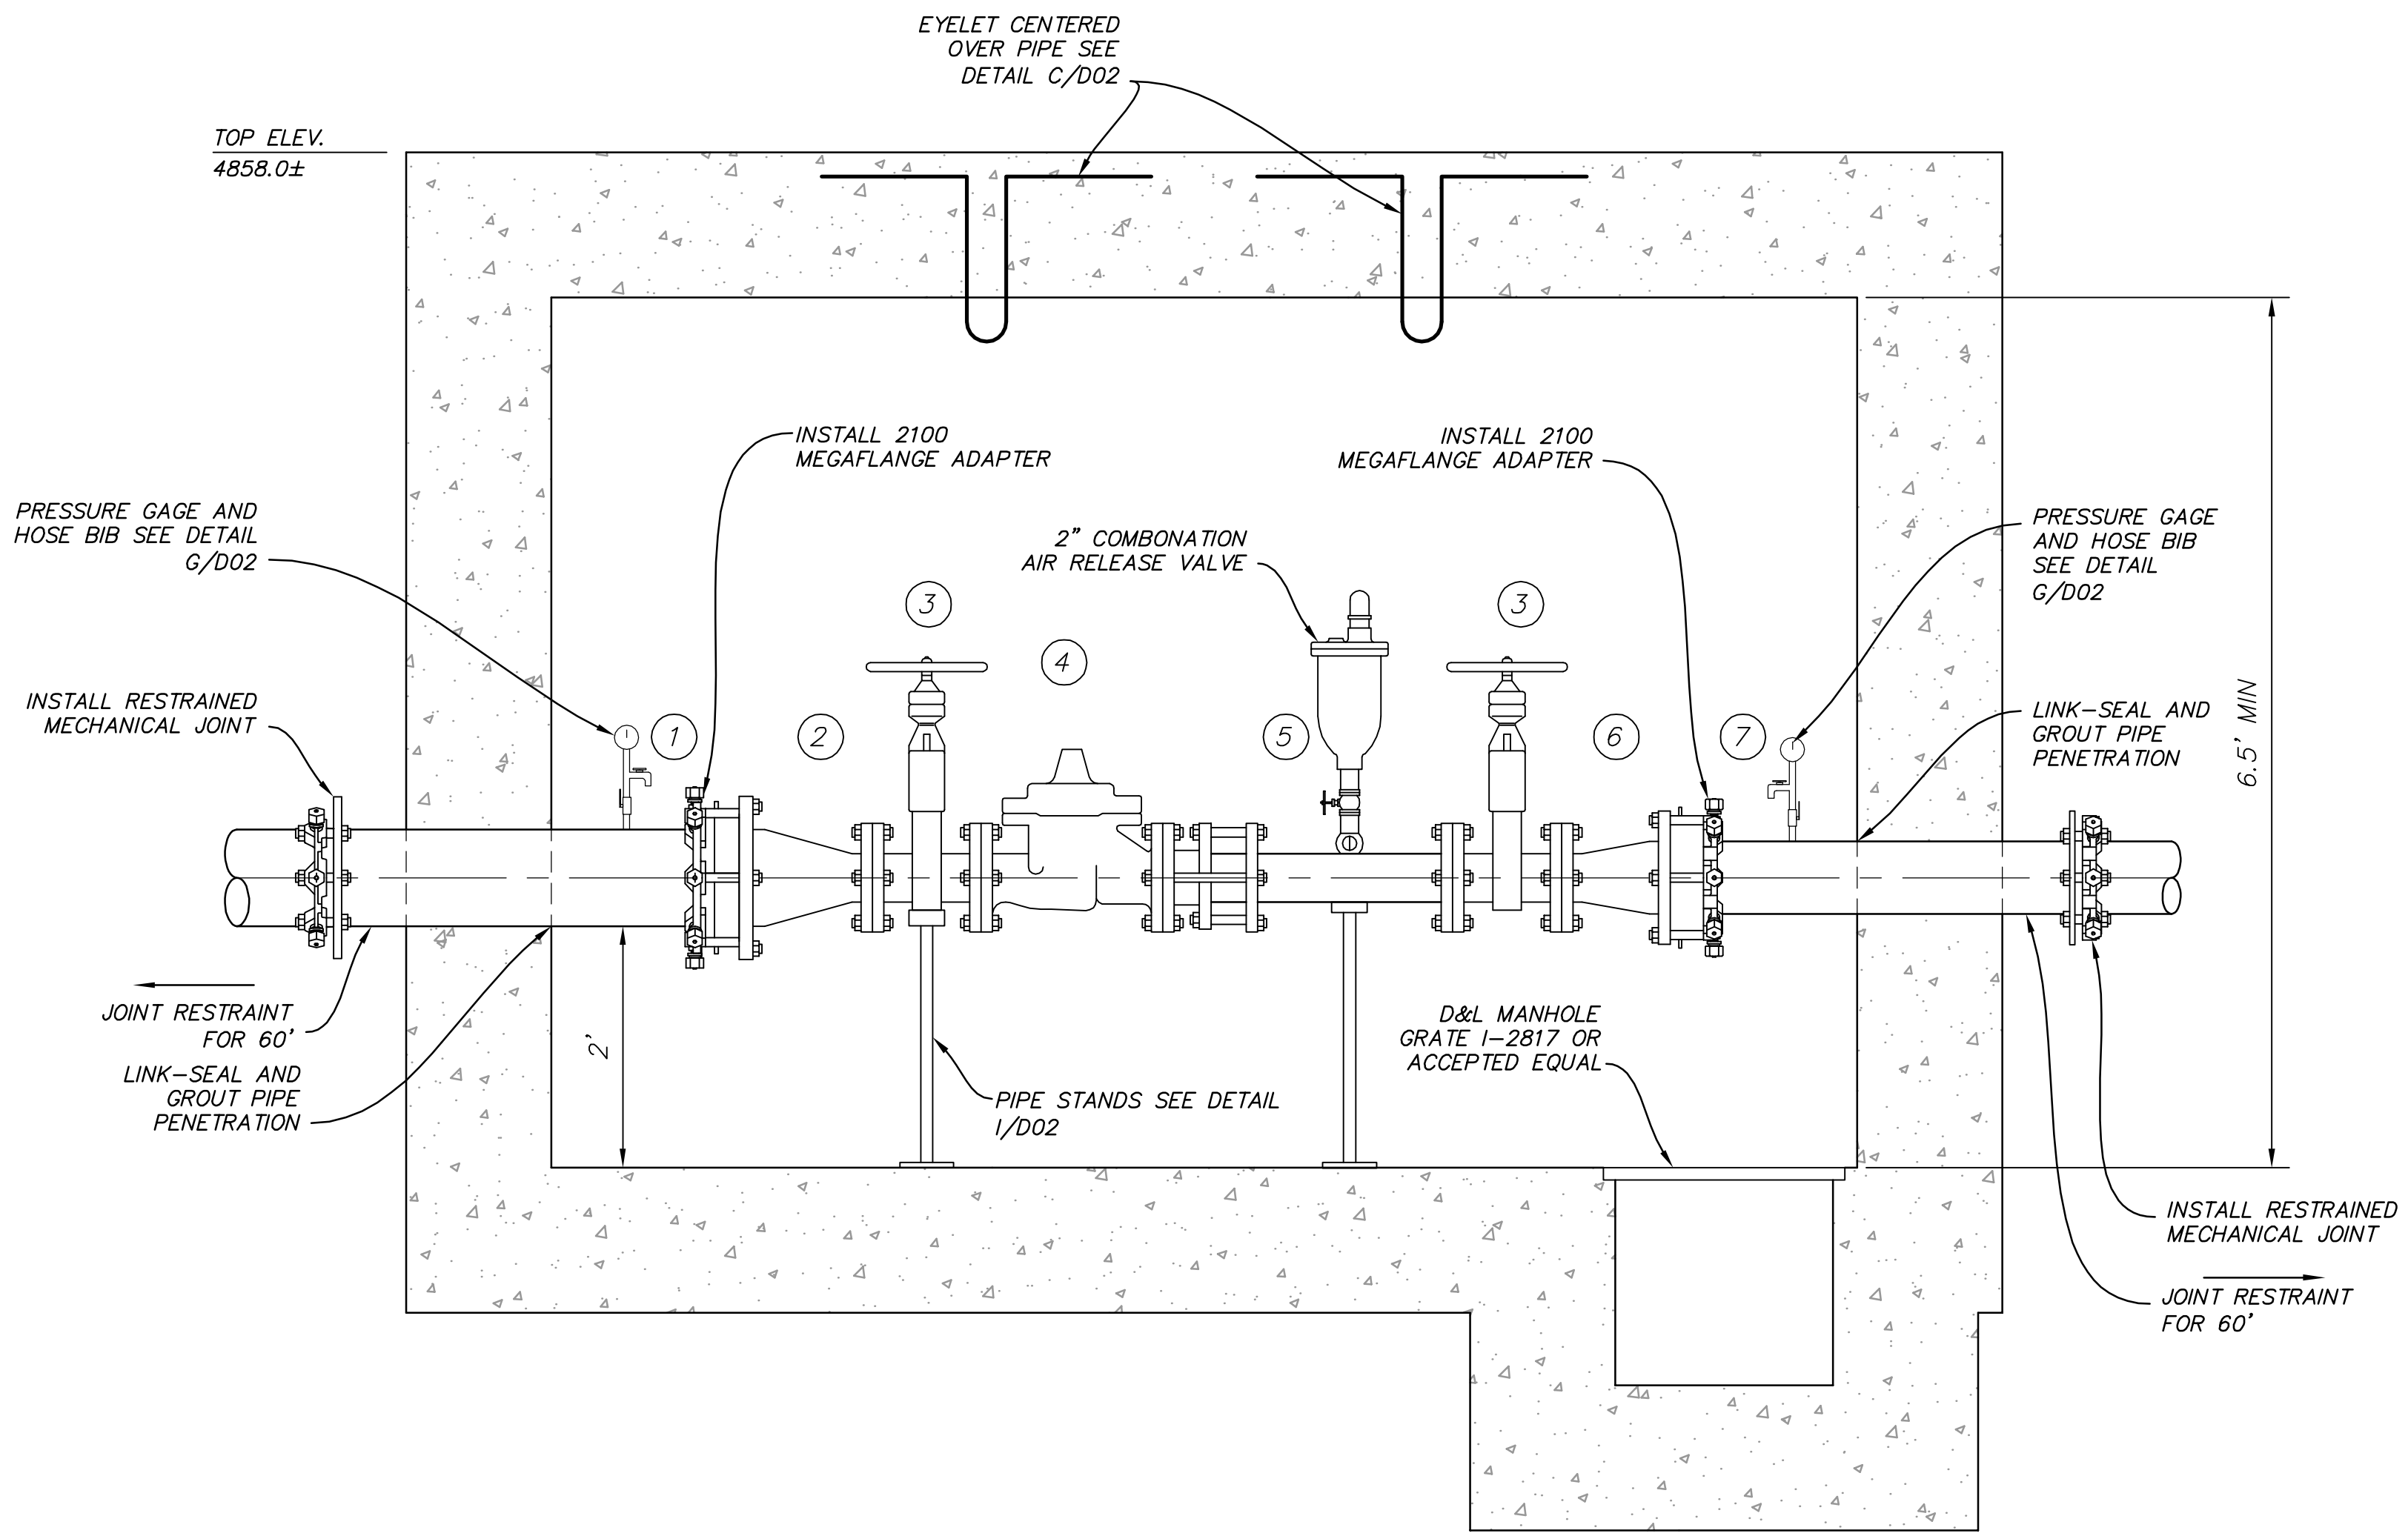 EYELET CENTERED
OVER PIPE SEE
DETAIL C/D02
TOP ELEV.
4858.0±
INSTALL 2100
MEGAFLANGE ADAPTER
INSTALL 2100
MEGAFLANGE ADAPTER
PRESSURE GAGE AND
HOSE BIB SEE DETAIL
G/D02
2" COMBONATION
AIR RELEASE VALVE
PRESSURE GAGE
AND HOSE BIB
SEE DETAIL
G/D02
3
3
4
INSTALL RESTRAINED
MECHANICAL JOINT
1
2
5
6
7
LINK-SEAL AND
GROUT PIPE
PENETRATION
6.5' MIN
JOINT RESTRAINT
FOR 60'
2'
LINK-SEAL AND
GROUT PIPE
PENETRATION
PIPE STANDS SEE DETAIL
I/D02
D&L MANHOLE
GRATE I-2817 OR
ACCEPTED EQUAL
INSTALL RESTRAINED
MECHANICAL JOINT
JOINT RESTRAINT
FOR 60'